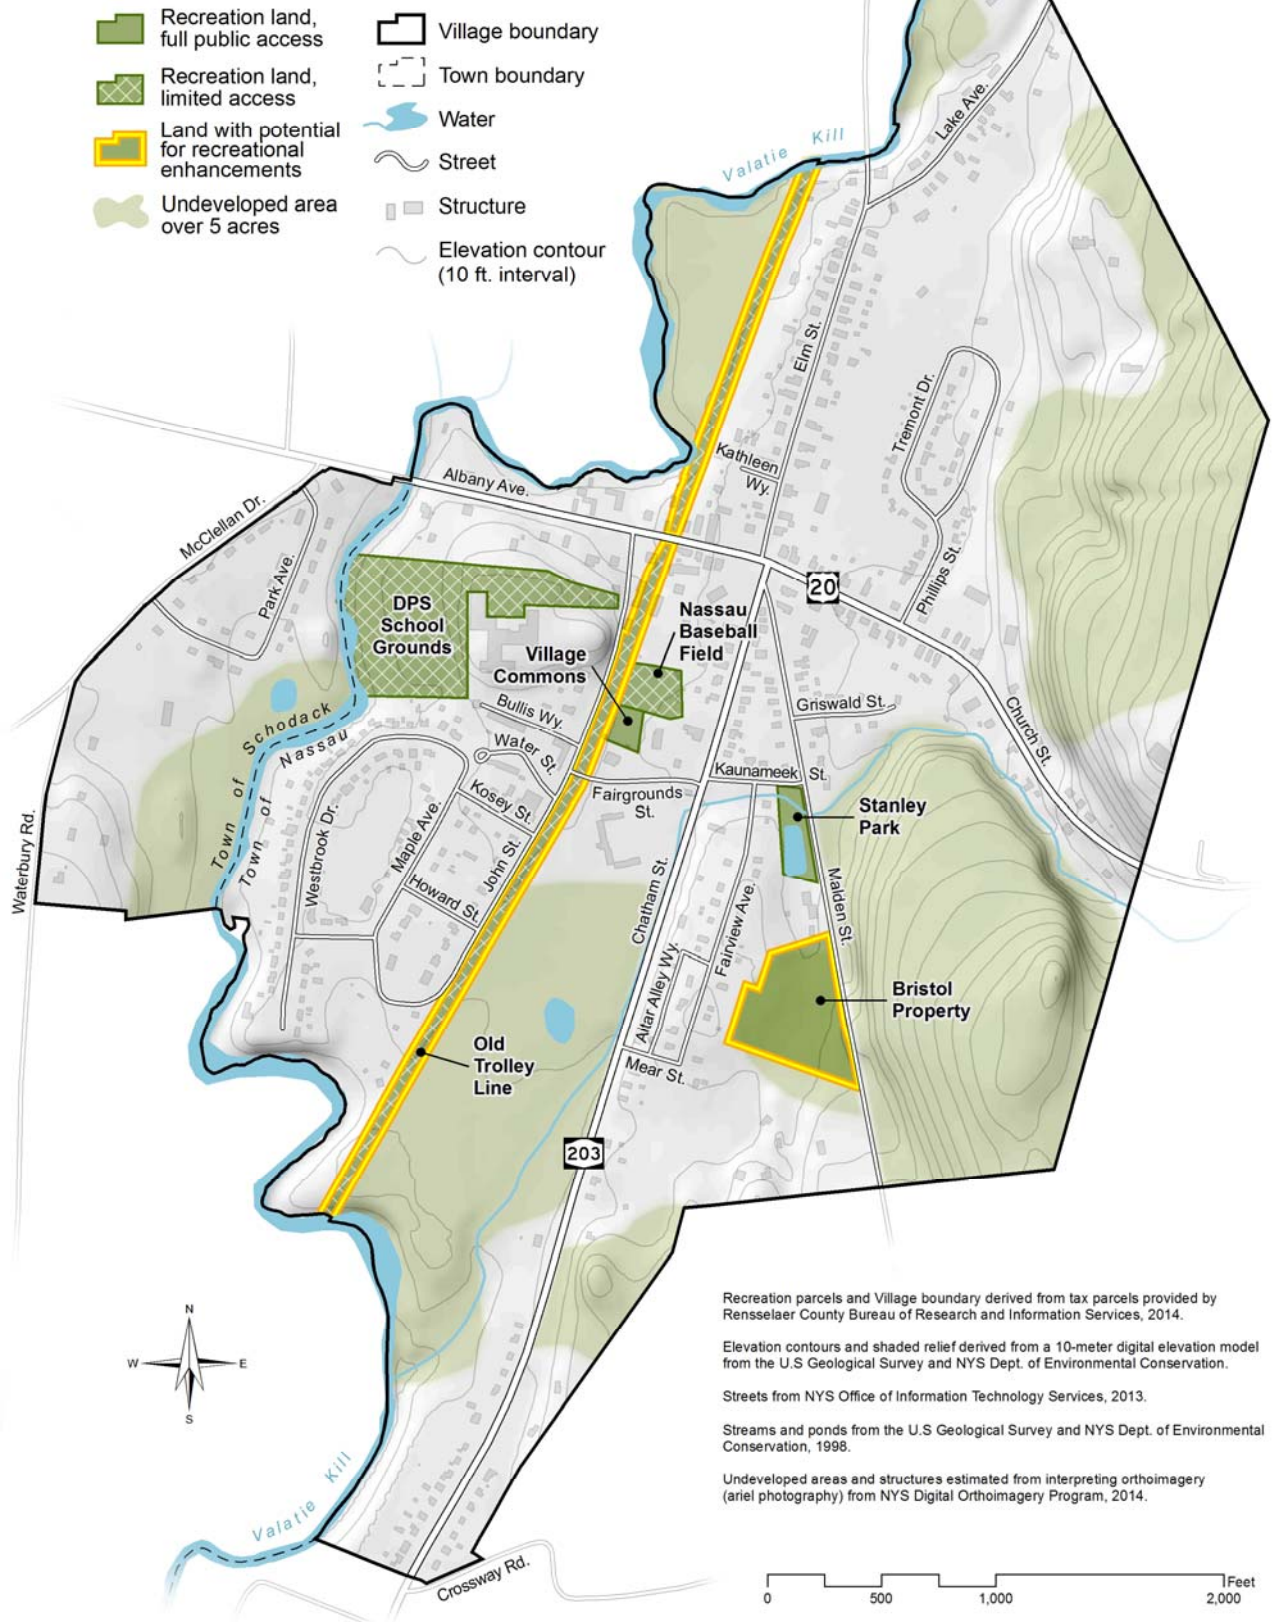 Recreation land,
full public access
Recreation land,
limited access
Land with potential
for recreational
enhancements
Undeveloped area
over 5 acres
Village boundary
Town boundary
Water
Street
Structure
Elevation contour
(10 ft. interval)
Valatie Kill
Lake Ave.
Elm St.
Tremont Dr.
Kathleen
Wy.
Albany Ave.
McClellan Dr.
Park Ave.
20
Phillips St.
DPS
School
Grounds
Nassau
Baseball
Field
Village
Commons
Bullis Wy.
Griswald St.
Church St.
Town of Schodack
Town of Nassau
Water St.
Kaunameek St.
Kosey St.
Fairgrounds
St.
Stanley
Park
Waterbury Rd.
Westbrook Dr.
Maple Ave.
John St.
Howard St.
Chatham St.
Malden St.
Fairview Ave.
Altar Alley Wy.
Bristol
Property
Old
Trolley
Line
Mear St.
203
N
W
E
S
Valatie Kill
Crossway Rd.
Recreation parcels and Village boundary derived from tax parcels provided by
Rensselaer County Bureau of Research and Information Services, 2014.
Elevation contours and shaded relief derived from a 10-meter digital elevation model
from the U.S Geological Survey and NYS Dept. of Environmental Conservation.
Streets from NYS Office of Information Technology Services, 2013.
Streams and ponds from the U.S Geological Survey and NYS Dept. of Environmental
Conservation, 1998.
Undeveloped areas and structures estimated from interpreting orthoimagery
(ariel photography) from NYS Digital Orthoimagery Program, 2014.
Feet
0
500
1,000
2,000